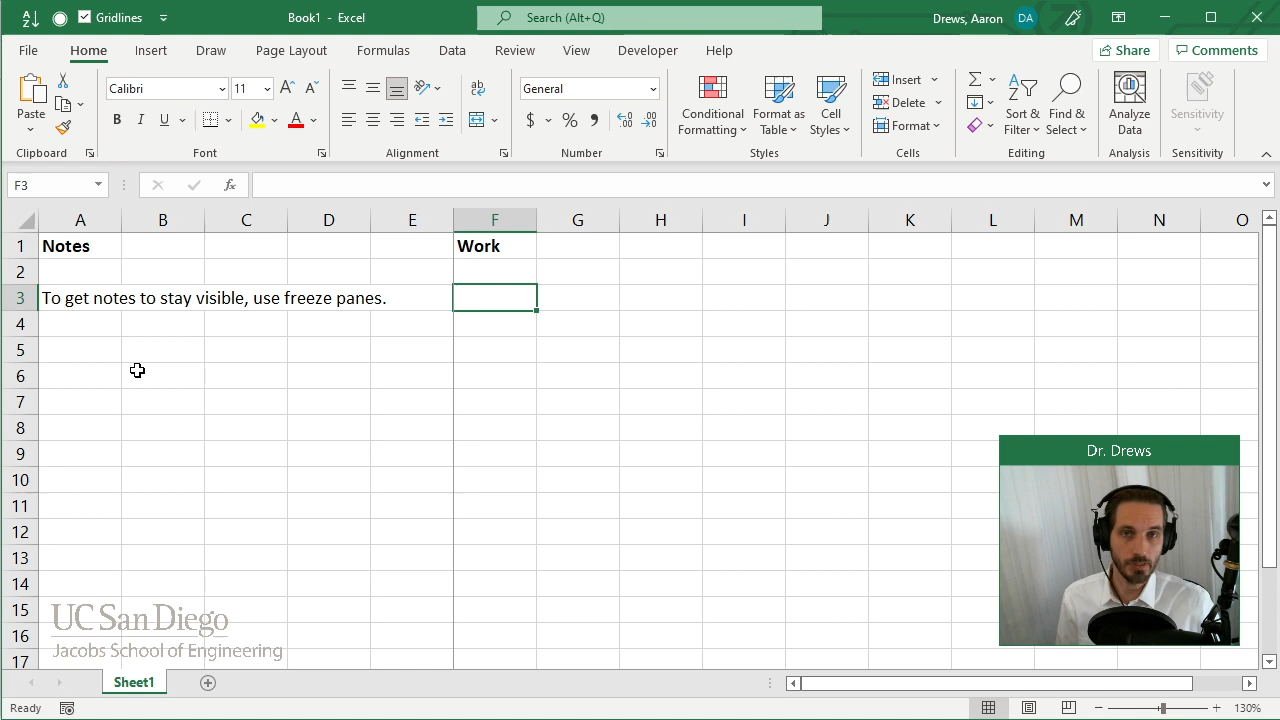 Gridlines
Book1 - Excel
Search (Alt+Q)
Drews, Aaron
DA
File Home Insert Draw Page Layout Formulas Data Review View Developer Help
Share
Comments
Paste
Clipboard
Calibri
11
B I U
Font
Alignment
General
$ % ,
Number
Conditional Formatting
Format as Table
Cell Styles
Styles
Insert
Delete
Format
Cells
Sort & Filter
Find & Select
Editing
Analyze Data
Analysis
Sensitivity
Sensitivity
F3
fx
A B C D E F G H I J K L M N O
1 Notes Work
2
3 To get notes to stay visible, use freeze panes.
4
5
6
7
8
9
10
11
12
13
14
15
16
17
Dr. Drews
UC San Diego
Jacobs School of Engineering
Sheet1
Ready
130%